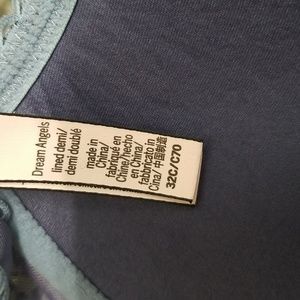 Dream Angels
lined demi/
demi doublé
made in
China/
fabriqué en
Chine/hecho
en China/
fabbricato in
Cina/中国制造
32C/C70